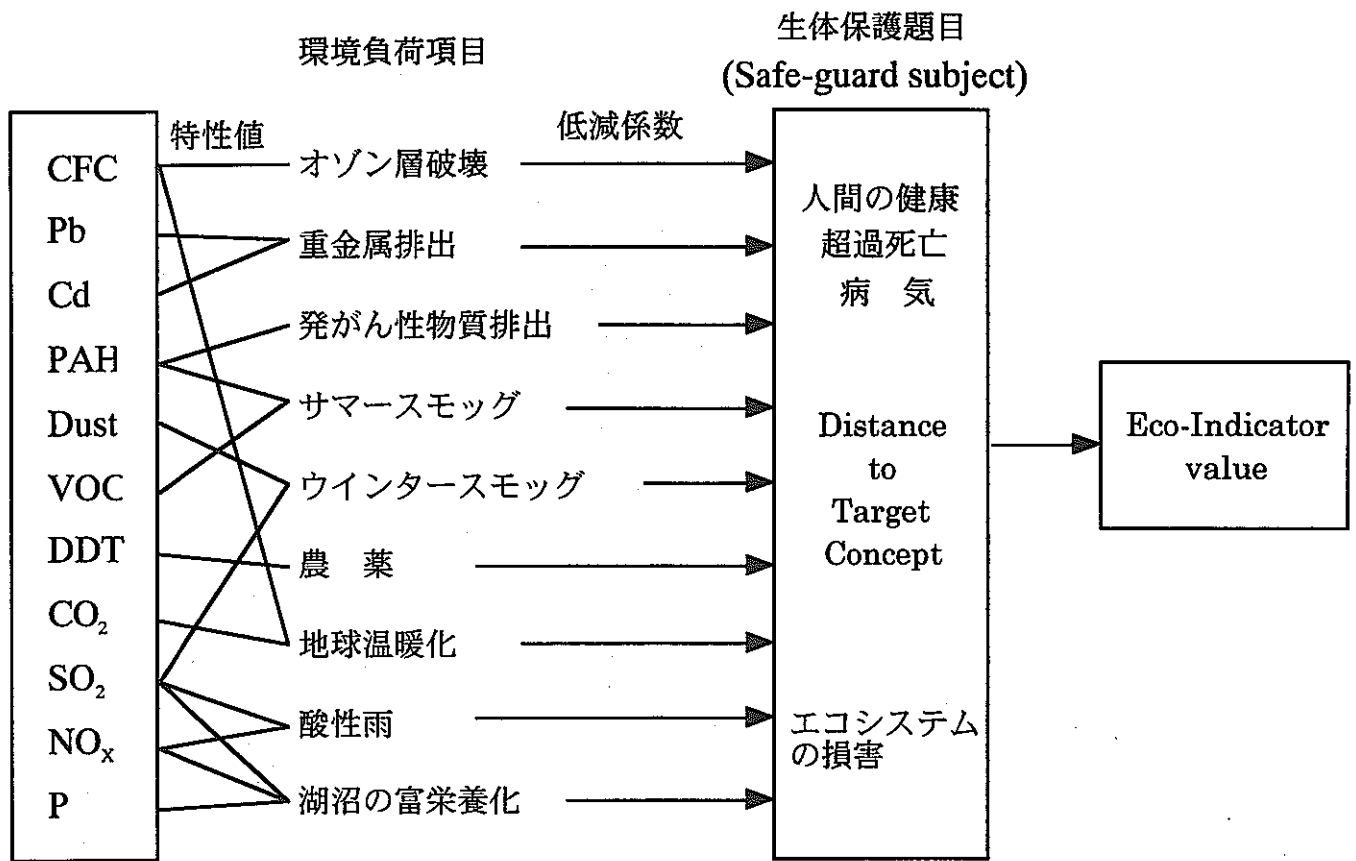 環境負荷項目
生体保護題目
(Safe-guard subject)
特性値
低減係数
CFC
Pb
Cd
PAH
Dust
VOC
DDT
CO₂
SO₂
NOₓ
P
オゾン層破壊
重金属排出
発がん性物質排出
サマースモッグ
ウインタースモッグ
農 薬
地球温暖化
酸性雨
湖沼の富栄養化
人間の健康
超過死亡
病 気
Distance
to
Target
Concept
エコシステム
の損害
Eco-Indicator
value